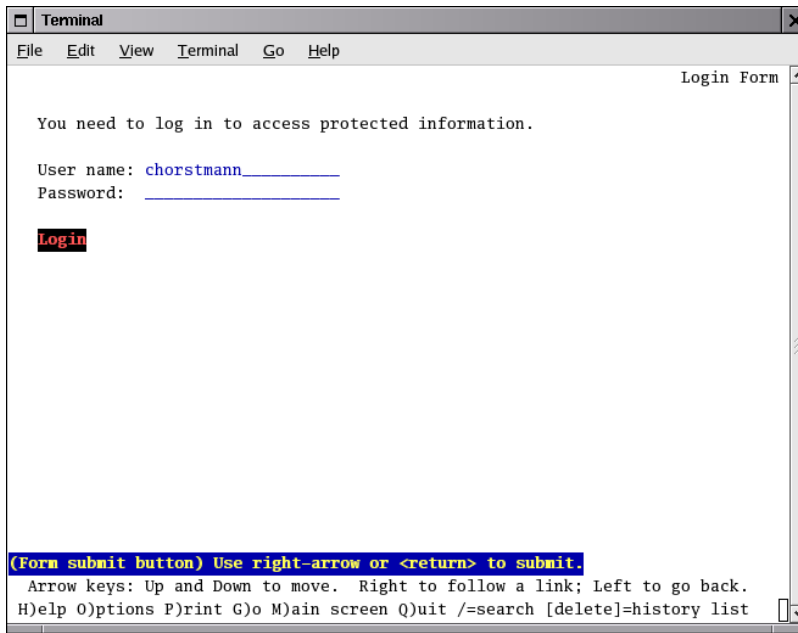 Terminal
File Edit View Terminal Go Help
Login Form
You need to log in to access protected information.
User name: chorstmann__________
Password: ____________________
Login
(Form submit button) Use right-arrow or <return> to submit.
Arrow keys: Up and Down to move. Right to follow a link; Left to go back.
H)elp O)ptions P)rint G)o M)ain screen Q)uit /=search [delete]=history list